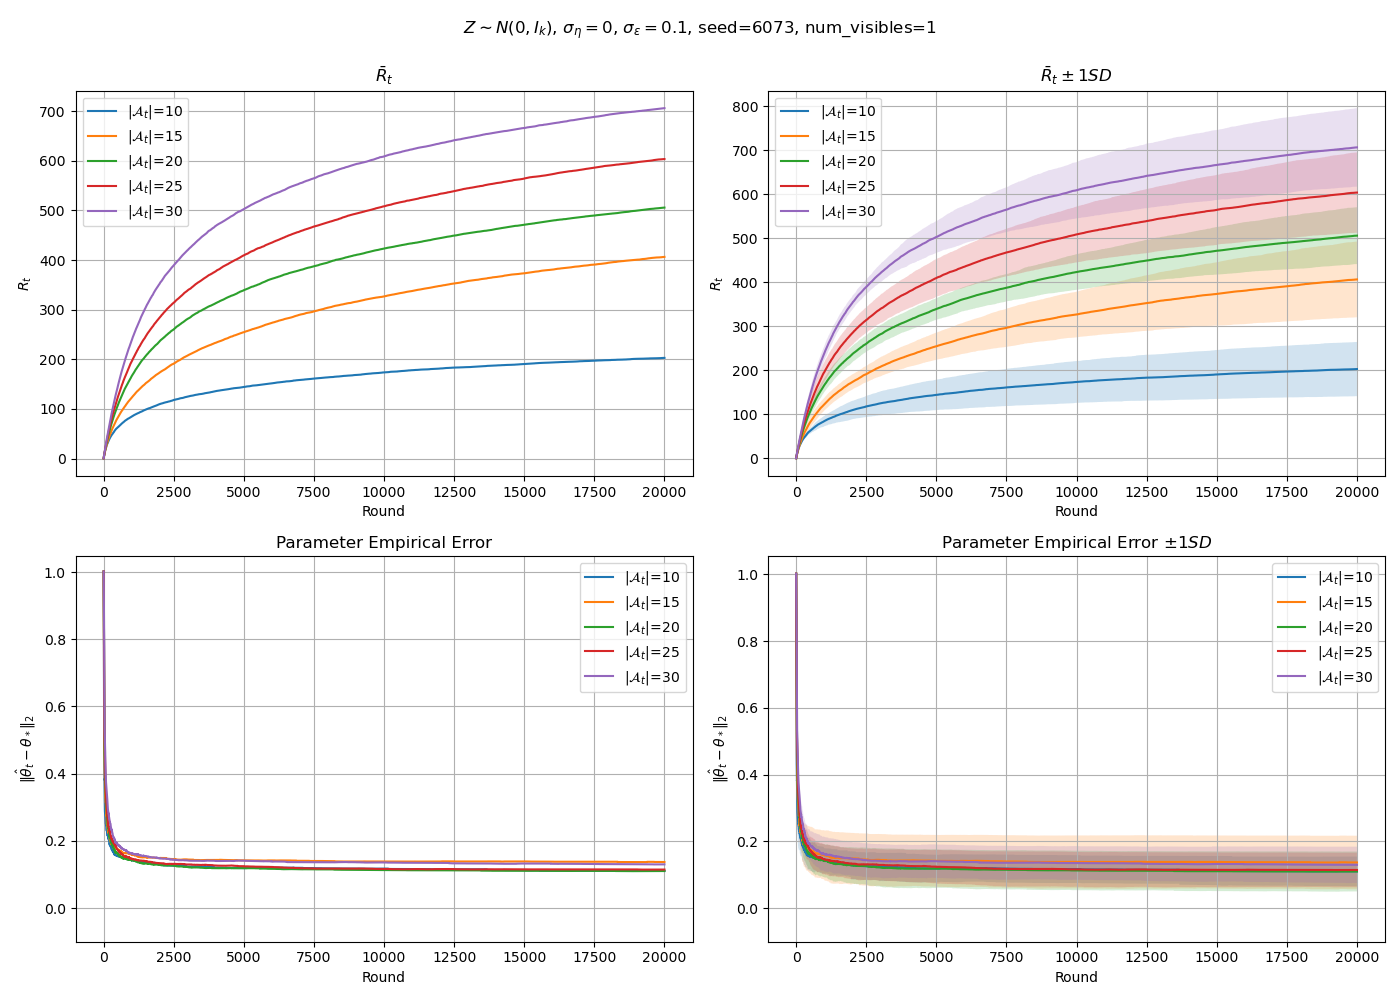 Z ∼ N(0, I_k), σ_η = 0, σ_ε = 0.1, seed=6073, num_visibles=1
R̄_t
|𝒜_t|=10
|𝒜_t|=15
|𝒜_t|=20
|𝒜_t|=25
|𝒜_t|=30
700
600
500
400
300
200
100
0
R_t
0 2500 5000 7500 10000 12500 15000 17500 20000
Round
R̄_t ± 1SD
|𝒜_t|=10
|𝒜_t|=15
|𝒜_t|=20
|𝒜_t|=25
|𝒜_t|=30
800
700
600
500
400
300
200
100
0
R_t
0 2500 5000 7500 10000 12500 15000 17500 20000
Round
Parameter Empirical Error
|𝒜_t|=10
|𝒜_t|=15
|𝒜_t|=20
|𝒜_t|=25
|𝒜_t|=30
1.0
0.8
0.6
0.4
0.2
0.0
‖θ̂_t − θ_*‖_2
0 2500 5000 7500 10000 12500 15000 17500 20000
Round
Parameter Empirical Error ±1SD
|𝒜_t|=10
|𝒜_t|=15
|𝒜_t|=20
|𝒜_t|=25
|𝒜_t|=30
1.0
0.8
0.6
0.4
0.2
0.0
‖θ̂_t − θ_*‖_2
0 2500 5000 7500 10000 12500 15000 17500 20000
Round